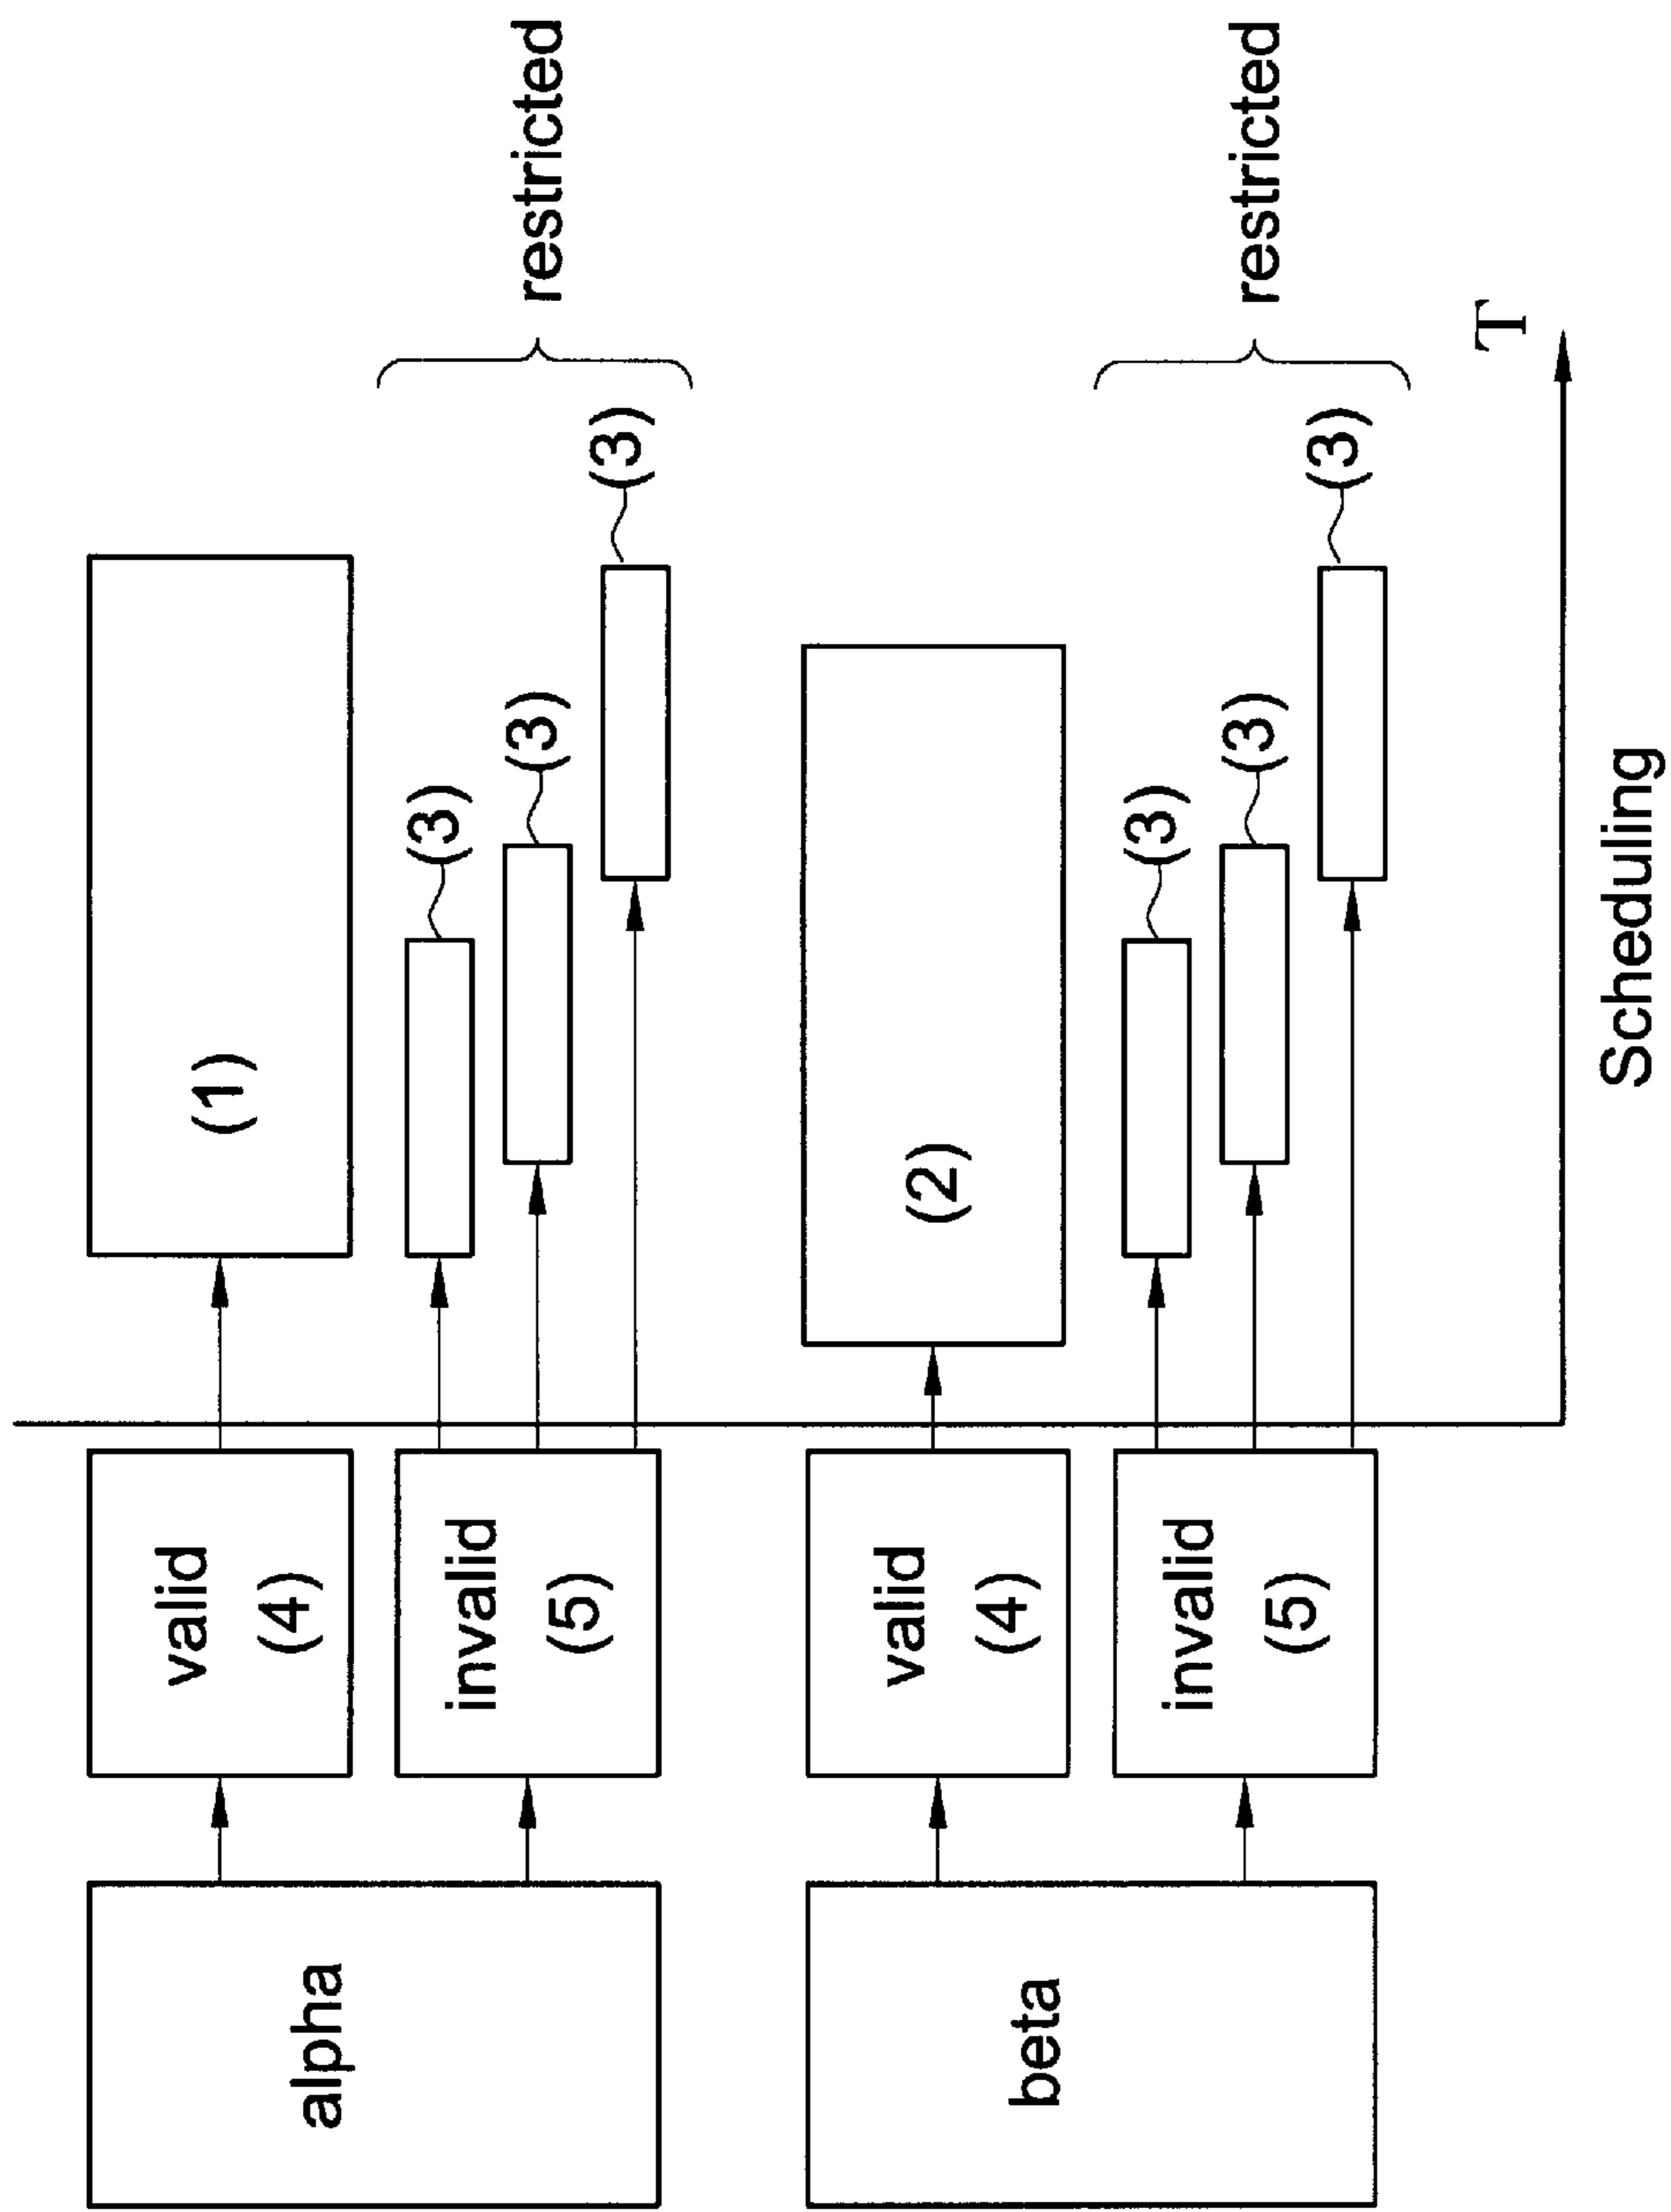 alpha
valid
(4)
(1)
invalid
(5)
(3)
(3)
(3)
restricted
beta
valid
(4)
(2)
invalid
(5)
(3)
(3)
(3)
restricted
T
Scheduling